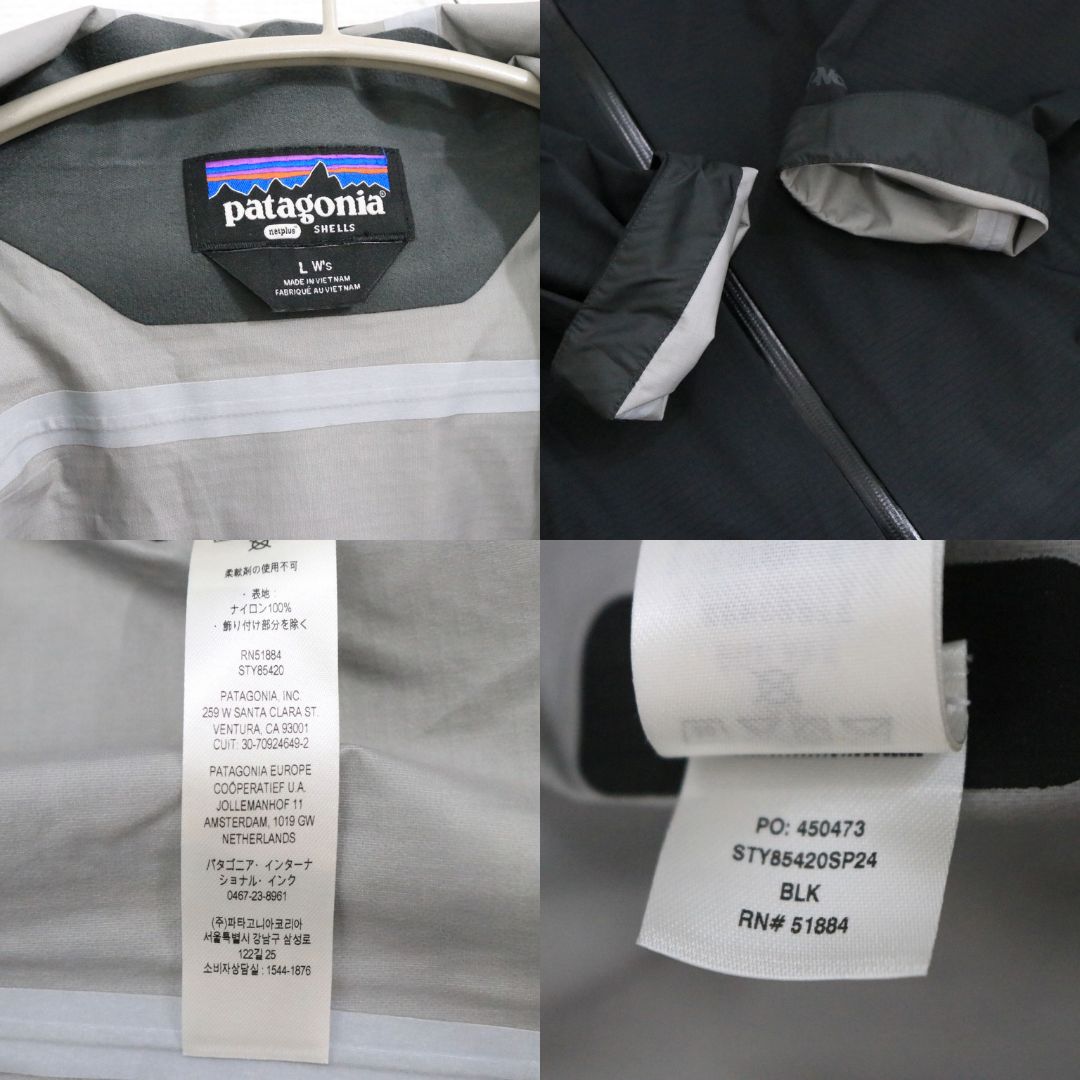 patagonia®
netplus® SHELLS
L W's
MADE IN VIETNAM
FABRIQUÉ AU VIETNAM
柔軟剤の使用不可
・表地:
ナイロン100%
・飾り付け部分を除く
RN51884
STY85420
PATAGONIA, INC.
259 W SANTA CLARA ST.
VENTURA, CA 93001
CUIT: 30-70924649-2
PATAGONIA EUROPE
COÖPERATIEF U.A.
JOLLEMANHOF 11
AMSTERDAM, 1019 GW
NETHERLANDS
パタゴニア・インターナ
ショナル・インク
0467-23-8961
(주)파타고니아코리아
서울특별시 강남구 삼성로
122길 25
소비자상담실 : 1544-1876
PO: 450473
STY85420SP24
BLK
RN# 51884